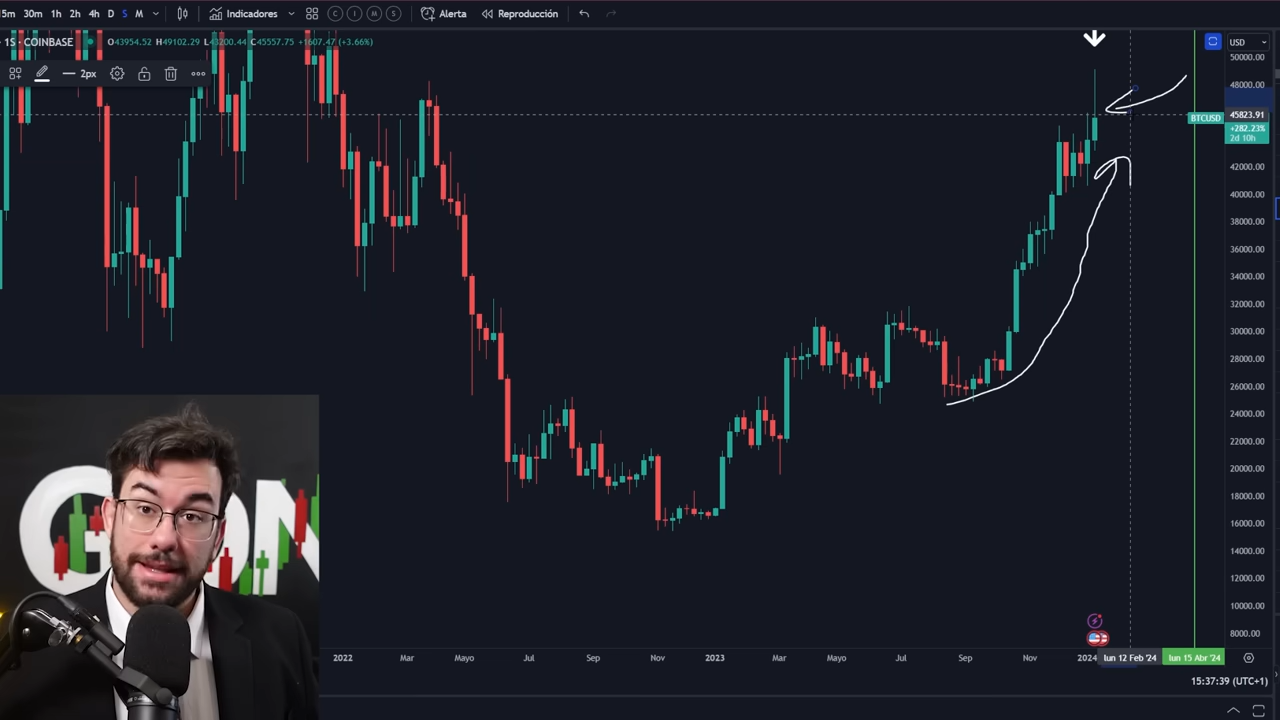 15m 30m 1h 2h 4h D S M Indicadores C I M S Alerta Reproducción
1S · COINBASE O43954.52 H49102.29 L43200.44 C45557.75 +1607.47 (+3.66%)
USD
2px
50000.00
48000.00
BTCUSD
45823.91
+282.23%
2d 10h
42000.00
40000.00
38000.00
36000.00
34000.00
32000.00
30000.00
28000.00
26000.00
24000.00
22000.00
20000.00
18000.00
16000.00
14000.00
12000.00
10000.00
8000.00
2022 Mar Mayo Jul Sep Nov 2023 Mar Mayo Jul Sep Nov 2024 lun 12 Feb '24 lun 15 Abr '24
15:37:39 (UTC+1)